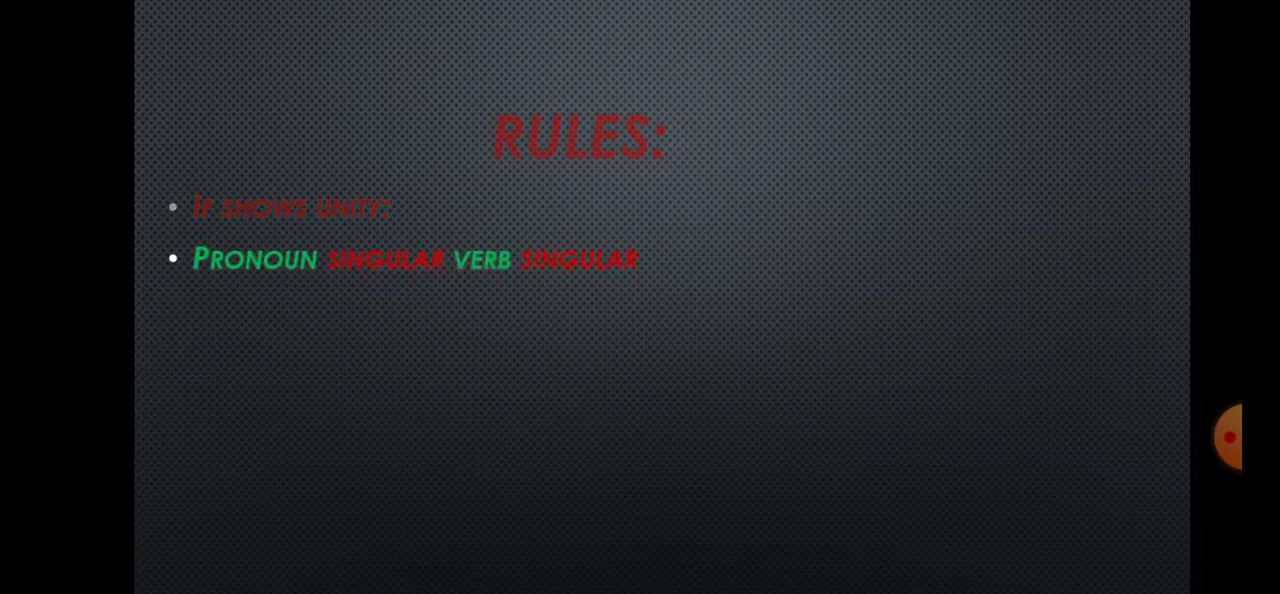 RULES:
• IF SHOWS UNITY:
• PRONOUN SINGULAR VERB SINGULAR